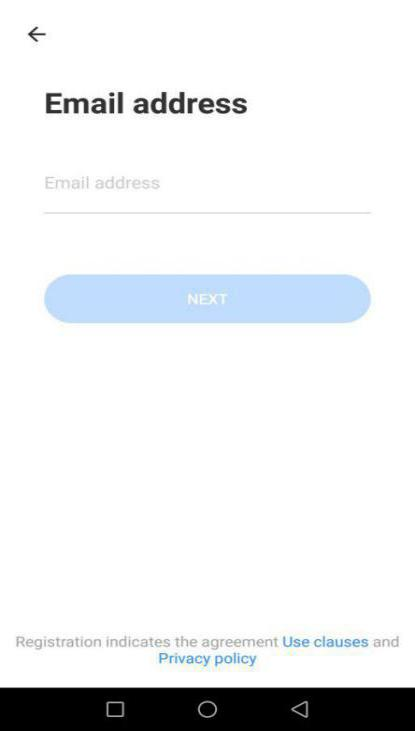 Email address
Email address
NEXT
Registration indicates the agreement Use clauses and
Privacy policy